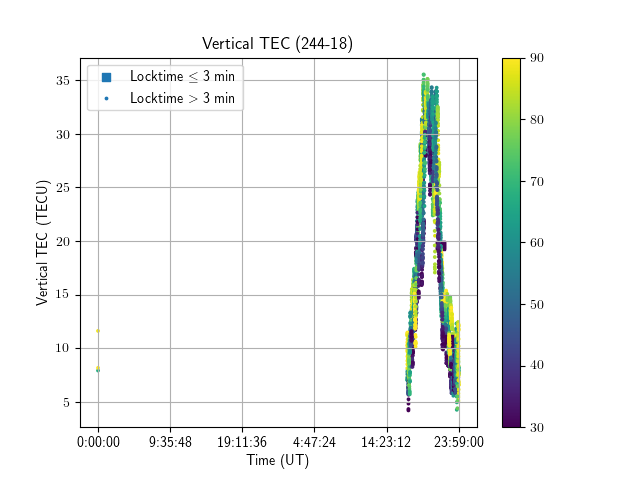 Vertical TEC (244-18)
Locktime ≤ 3 min
Locktime > 3 min
Vertical TEC (TECU)
35
30
25
20
15
10
5
0:00:00 9:35:48 19:11:36 4:47:24 14:23:12 23:59:00
Time (UT)
90
80
70
60
50
40
30